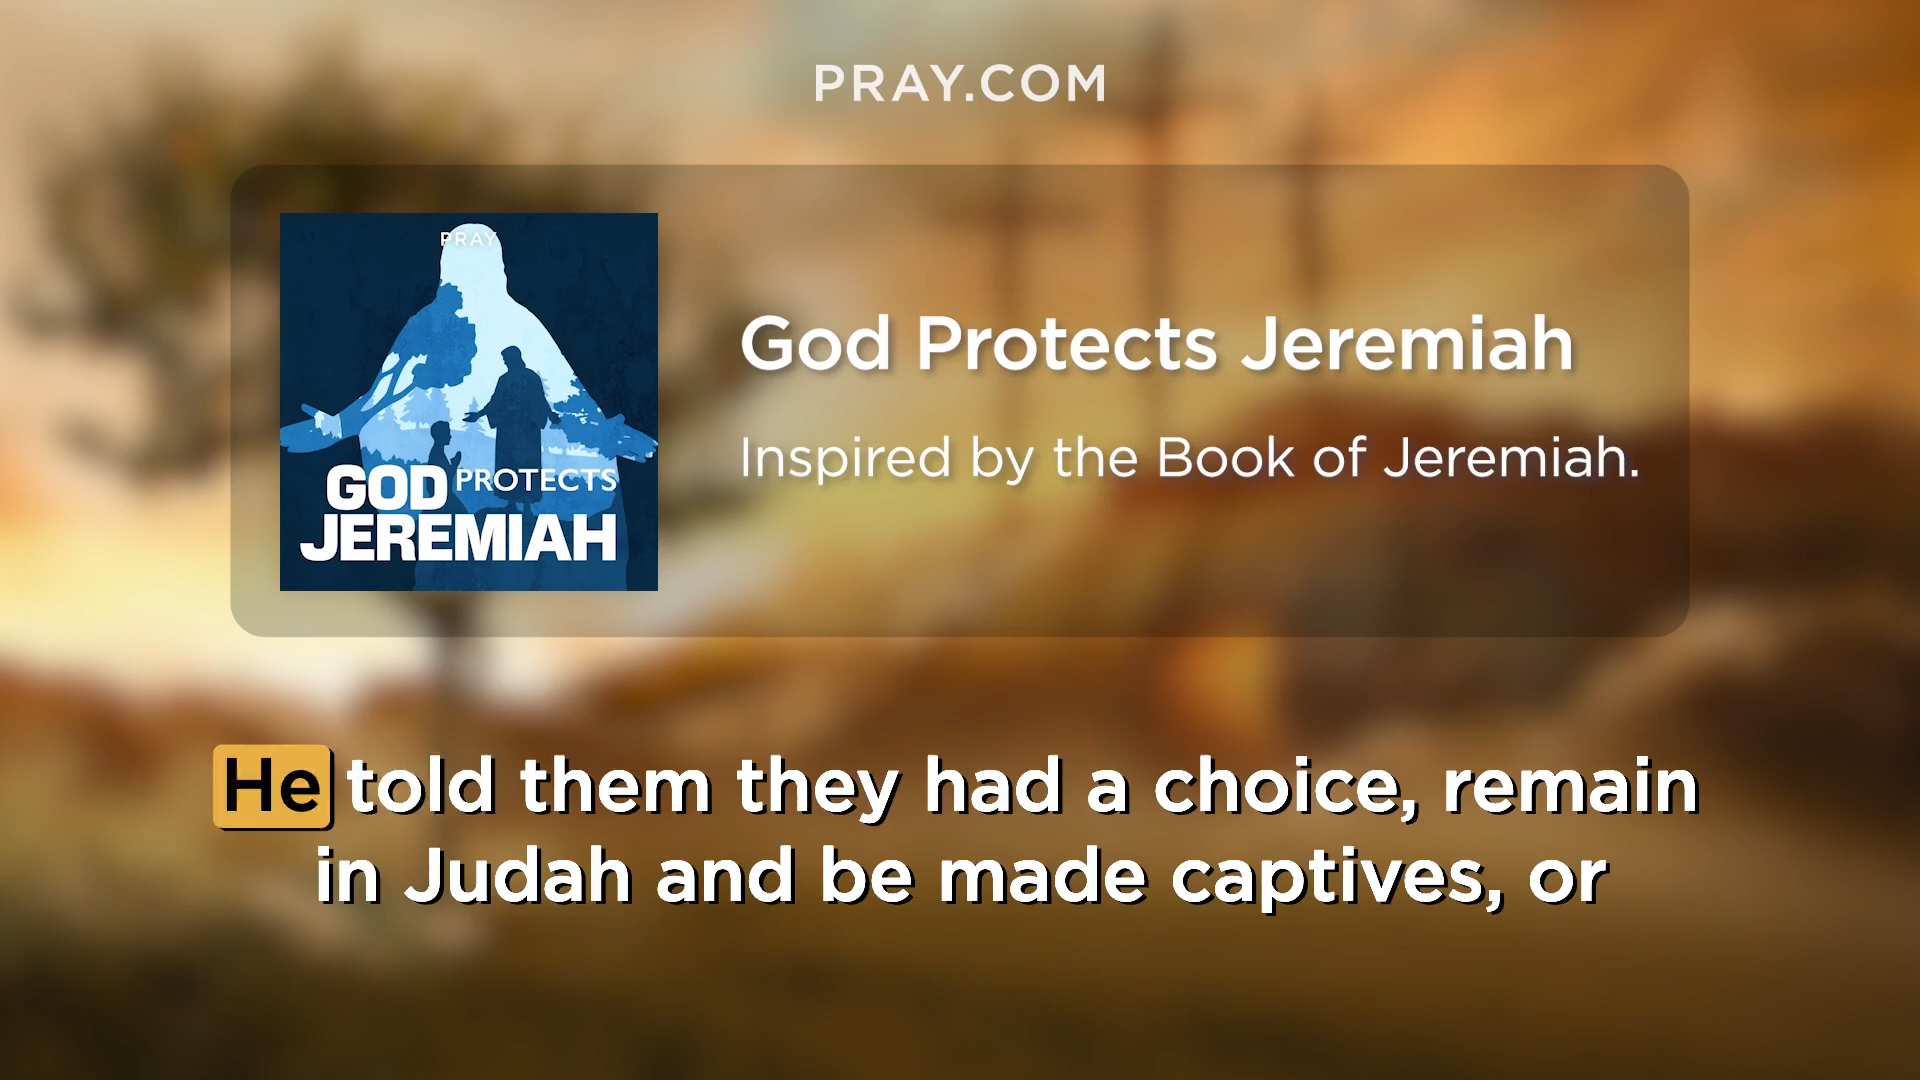 PRAY.COM
PRAY
GOD PROTECTS
JEREMIAH
God Protects Jeremiah
Inspired by the Book of Jeremiah.
He told them they had a choice, remain
in Judah and be made captives, or